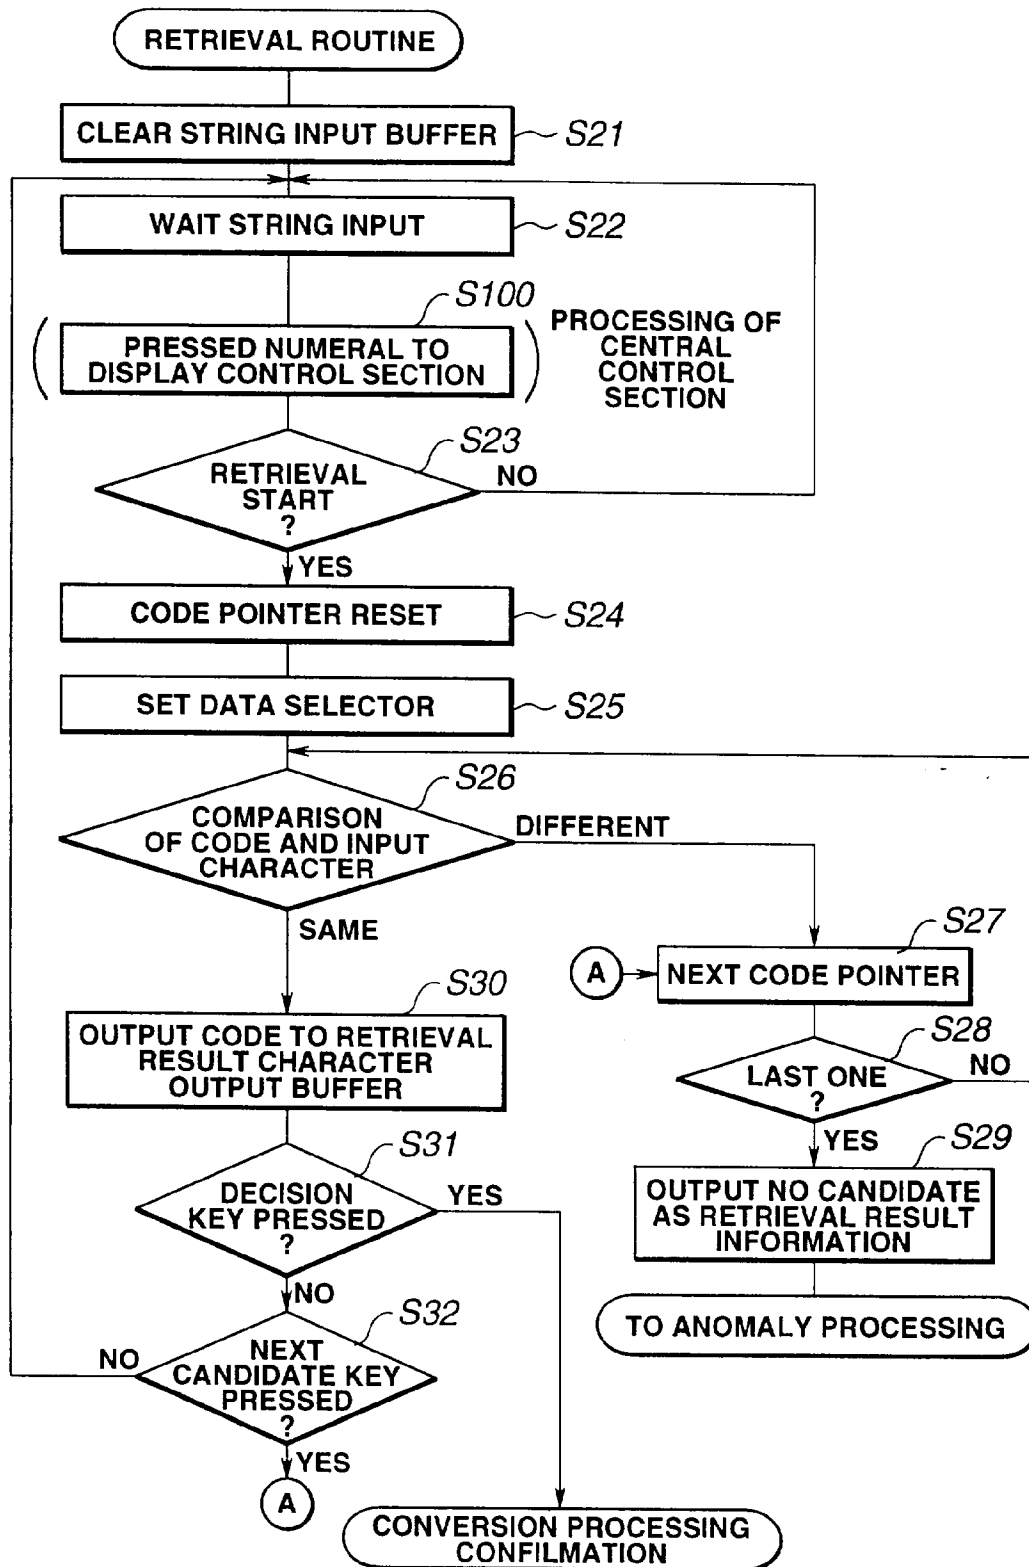 RETRIEVAL ROUTINE
CLEAR STRING INPUT BUFFER
S21
WAIT STRING INPUT
S22
S100
( PRESSED NUMERAL TO
DISPLAY CONTROL SECTION )
PROCESSING OF
CENTRAL
CONTROL
SECTION
S23
RETRIEVAL
START
?
NO
YES
CODE POINTER RESET
S24
SET DATA SELECTOR
S25
S26
COMPARISON
OF CODE AND INPUT
CHARACTER
DIFFERENT
SAME
S27
A
NEXT CODE POINTER
S28
LAST ONE
?
NO
YES
S29
OUTPUT NO CANDIDATE
AS RETRIEVAL RESULT
INFORMATION
TO ANOMALY PROCESSING
S30
OUTPUT CODE TO RETRIEVAL
RESULT CHARACTER
OUTPUT BUFFER
S31
DECISION
KEY PRESSED
?
YES
NO
S32
NEXT
CANDIDATE KEY
PRESSED
?
NO
YES
A
CONVERSION PROCESSING
CONFILMATION